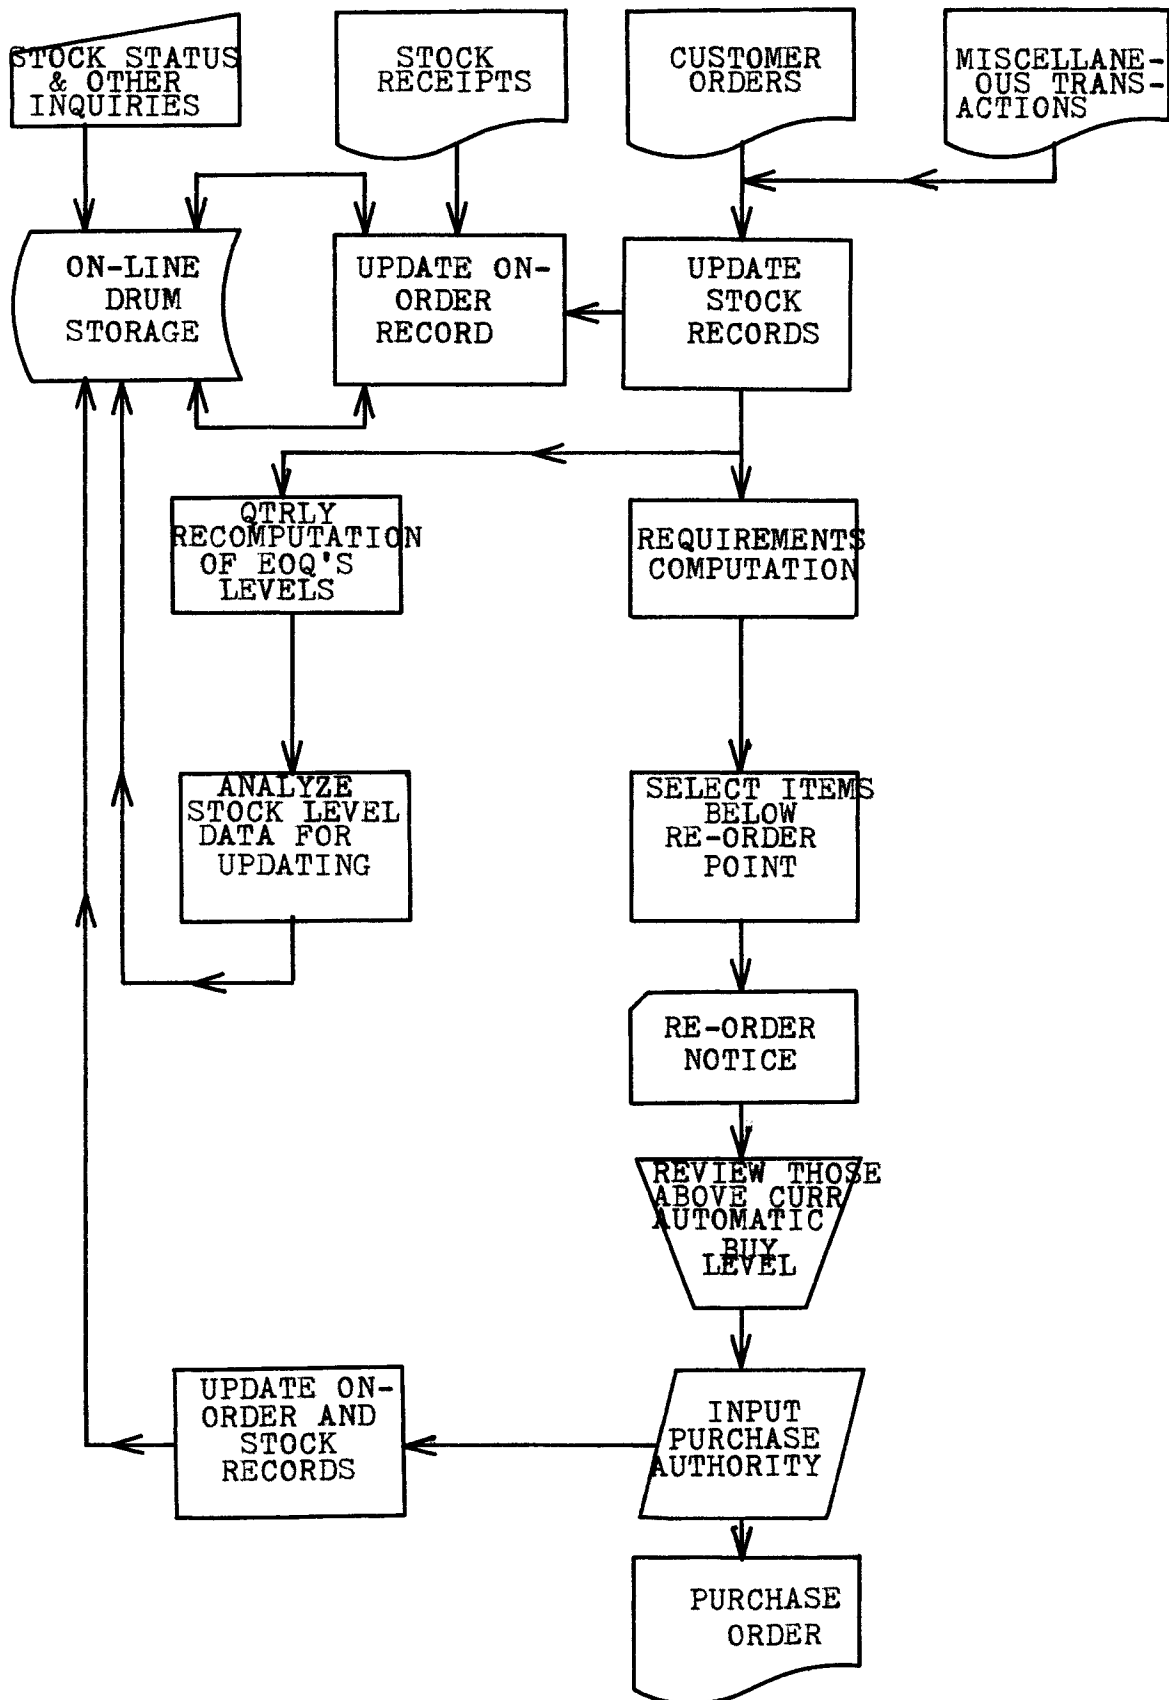 STOCK STATUS
& OTHER
INQUIRIES
STOCK
RECEIPTS
CUSTOMER
ORDERS
MISCELLANE-
OUS TRANS-
ACTIONS
ON-LINE
DRUM
STORAGE
UPDATE ON-
ORDER
RECORD
UPDATE
STOCK
RECORDS
QTRLY
RECOMPUTATION
OF EOQ'S
LEVELS
REQUIREMENTS
COMPUTATION
ANALYZE
STOCK LEVEL
DATA FOR
UPDATING
SELECT ITEMS
BELOW
RE-ORDER
POINT
RE-ORDER
NOTICE
REVIEW THOSE
ABOVE CURR
AUTOMATIC
BUY
LEVEL
UPDATE ON-
ORDER AND
STOCK
RECORDS
INPUT
PURCHASE
AUTHORITY
PURCHASE
ORDER